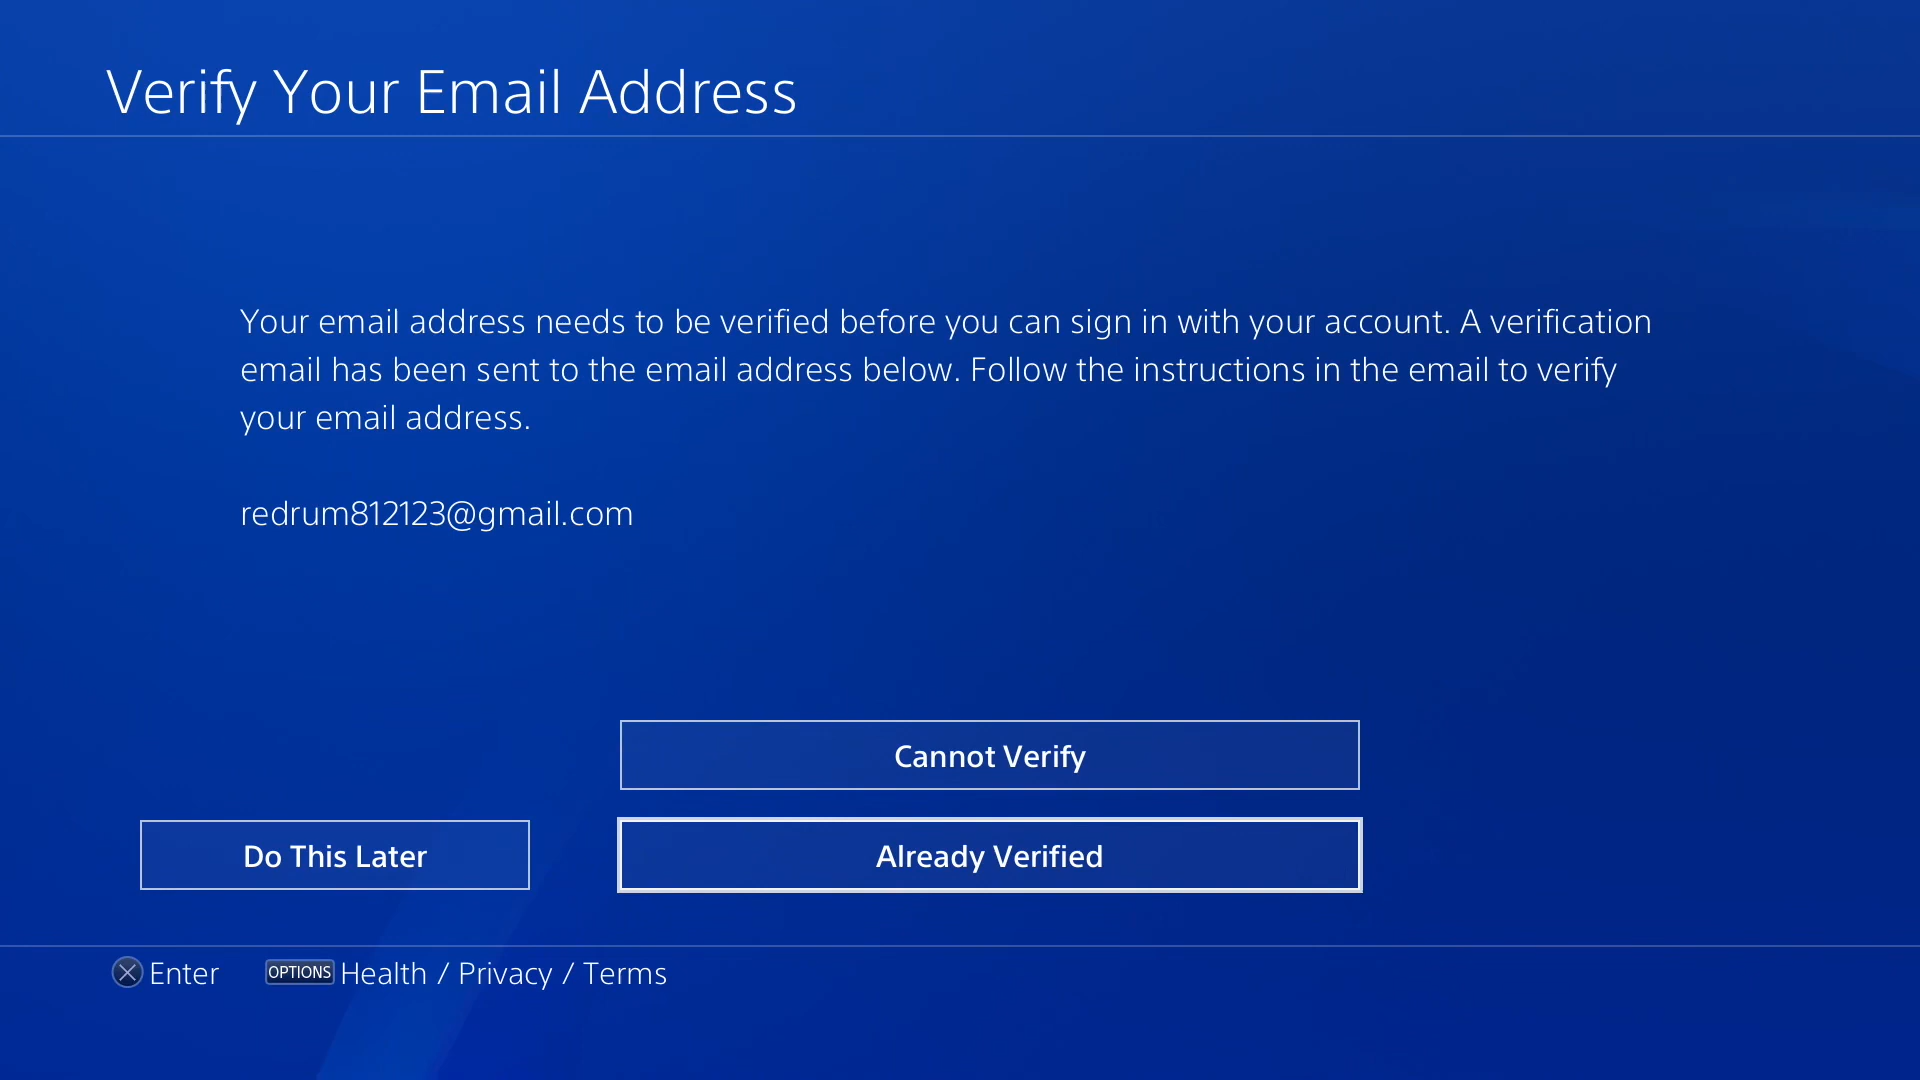 Verify Your Email Address
Your email address needs to be verified before you can sign in with your account. A verification
email has been sent to the email address below. Follow the instructions in the email to verify
your email address.
redrum812123@gmail.com
Cannot Verify
Do This Later
Already Verified
Enter
OPTIONS Health / Privacy / Terms